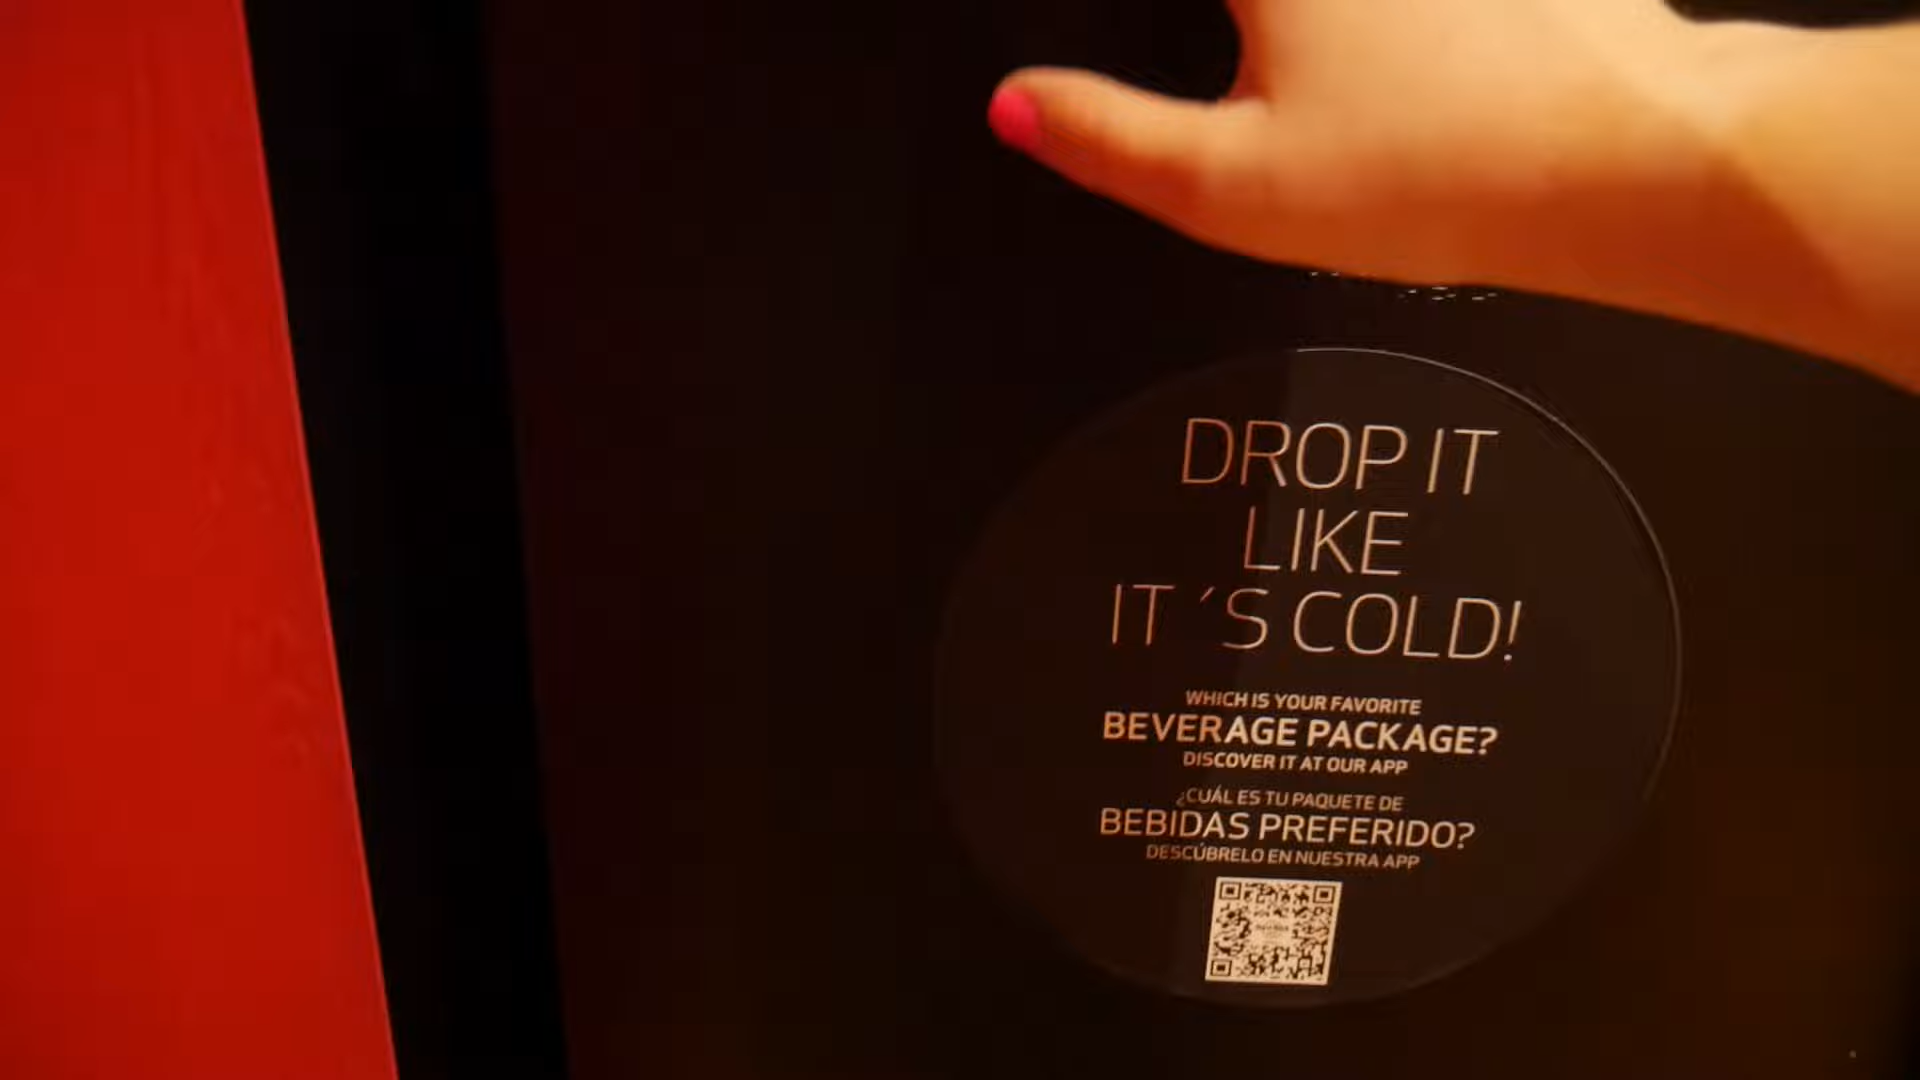 DROP IT
LIKE
IT ´S COLD!
WHICH IS YOUR FAVORITE
BEVERAGE PACKAGE?
DISCOVER IT AT OUR APP
¿CUÁL ES TU PAQUETE DE
BEBIDAS PREFERIDO?
DESCÚBRELO EN NUESTRA APP